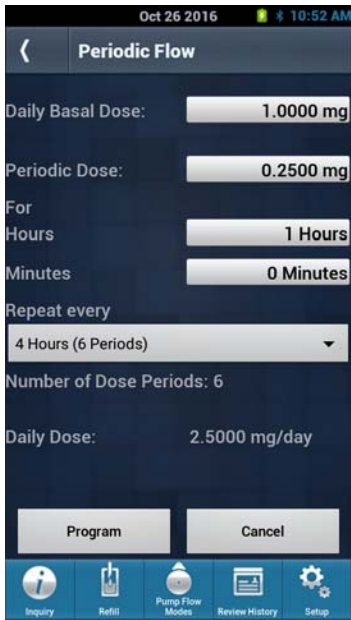 Oct 26 2016 10:52 AM
Periodic Flow
Daily Basal Dose: 1.0000 mg
Periodic Dose: 0.2500 mg
For
Hours 1 Hours
Minutes 0 Minutes
Repeat every
4 Hours (6 Periods)
Number of Dose Periods: 6
Daily Dose: 2.5000 mg/day
Program Cancel
Inquiry Refill Pump Flow Modes Review History Setup